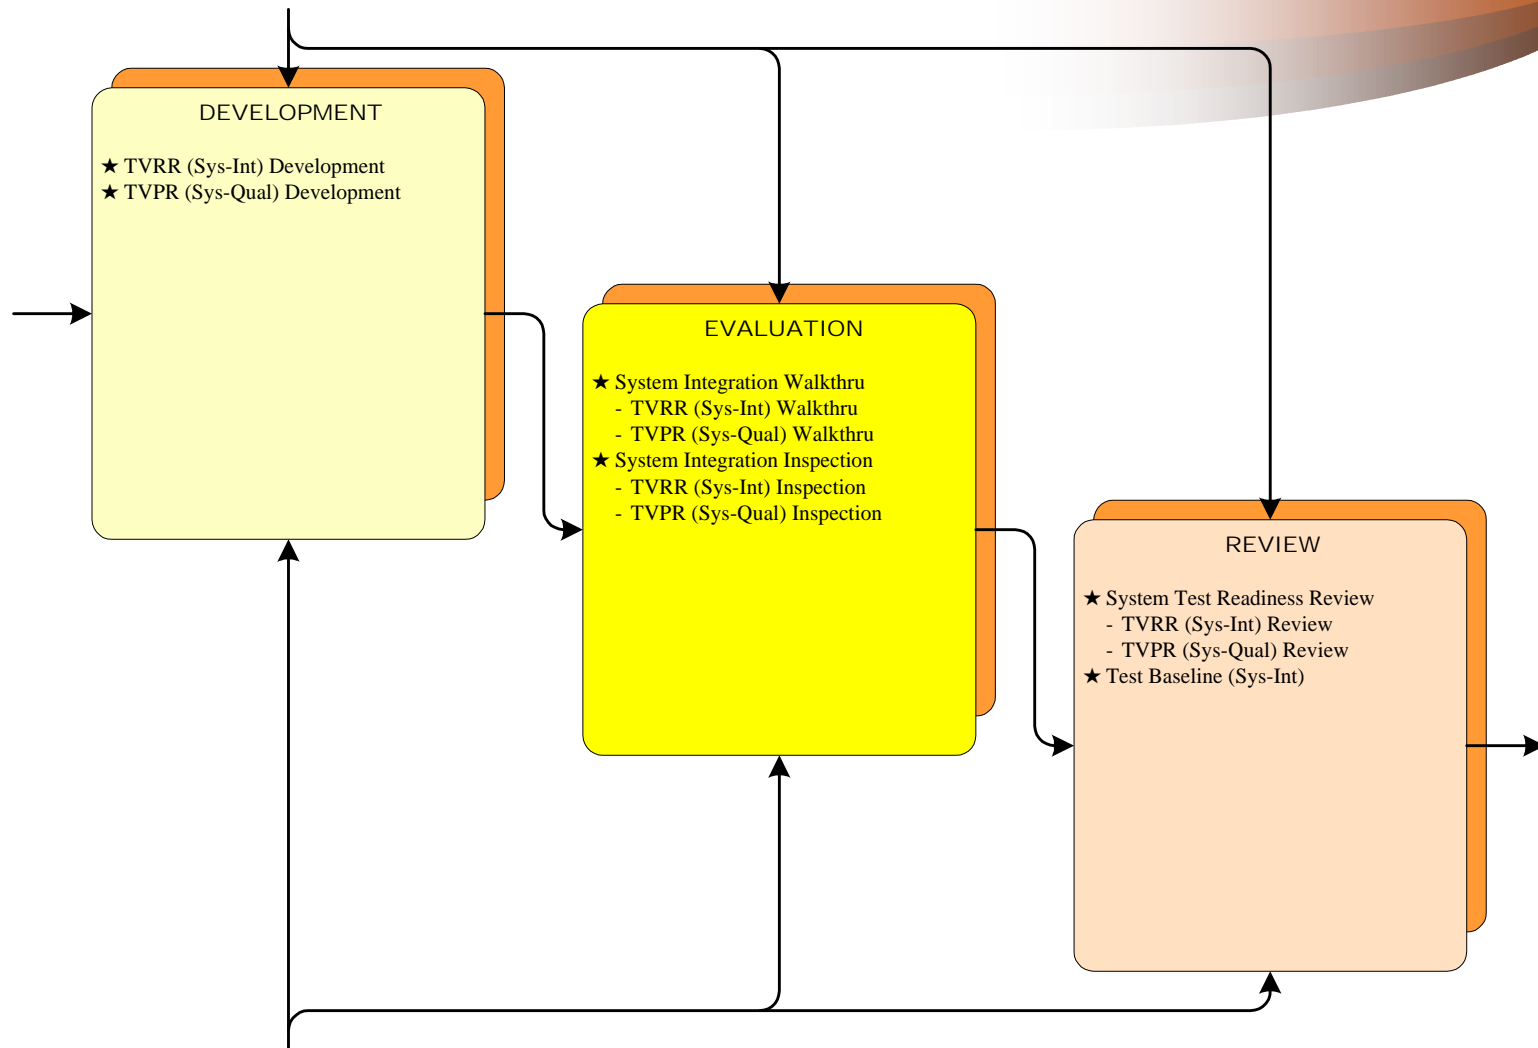 DEVELOPMENT
★ TVRR (Sys-Int) Development
★ TVPR (Sys-Qual) Development
EVALUATION
★ System Integration Walkthru
- TVRR (Sys-Int) Walkthru
- TVPR (Sys-Qual) Walkthru
★ System Integration Inspection
- TVRR (Sys-Int) Inspection
- TVPR (Sys-Qual) Inspection
REVIEW
★ System Test Readiness Review
- TVRR (Sys-Int) Review
- TVPR (Sys-Qual) Review
★ Test Baseline (Sys-Int)